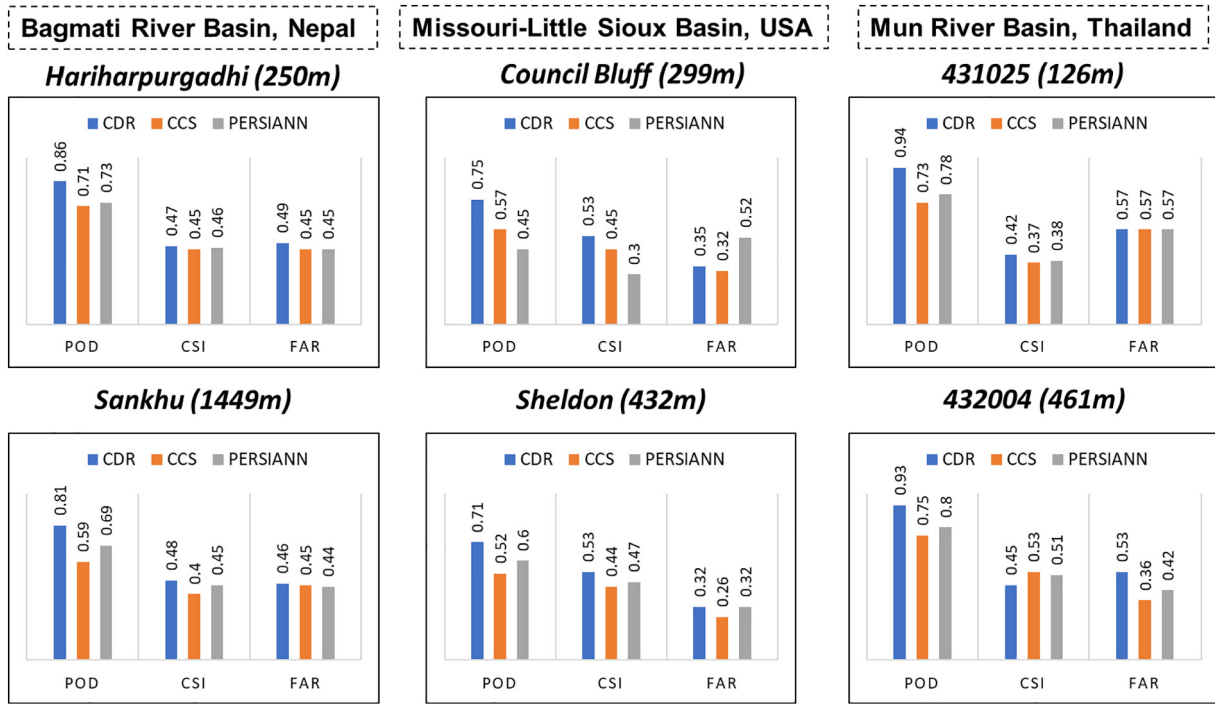 Bagmati River Basin, Nepal
Missouri-Little Sioux Basin, USA
Mun River Basin, Thailand
Hariharpurgadhi (250m)
CDR CCS PERSIANN
0.86 0.71 0.73 0.47 0.45 0.46 0.49 0.45 0.45
POD CSI FAR
Council Bluff (299m)
CDR CCS PERSIANN
0.75 0.57 0.45 0.53 0.45 0.3 0.35 0.32 0.52
POD CSI FAR
431025 (126m)
CDR CCS PERSIANN
0.94 0.73 0.78 0.42 0.37 0.38 0.57 0.57 0.57
POD CSI FAR
Sankhu (1449m)
CDR CCS PERSIANN
0.81 0.59 0.69 0.48 0.4 0.45 0.46 0.45 0.44
POD CSI FAR
Sheldon (432m)
CDR CCS PERSIANN
0.71 0.52 0.6 0.53 0.44 0.47 0.32 0.26 0.32
POD CSI FAR
432004 (461m)
CDR CCS PERSIANN
0.93 0.75 0.8 0.45 0.53 0.51 0.53 0.36 0.42
POD CSI FAR